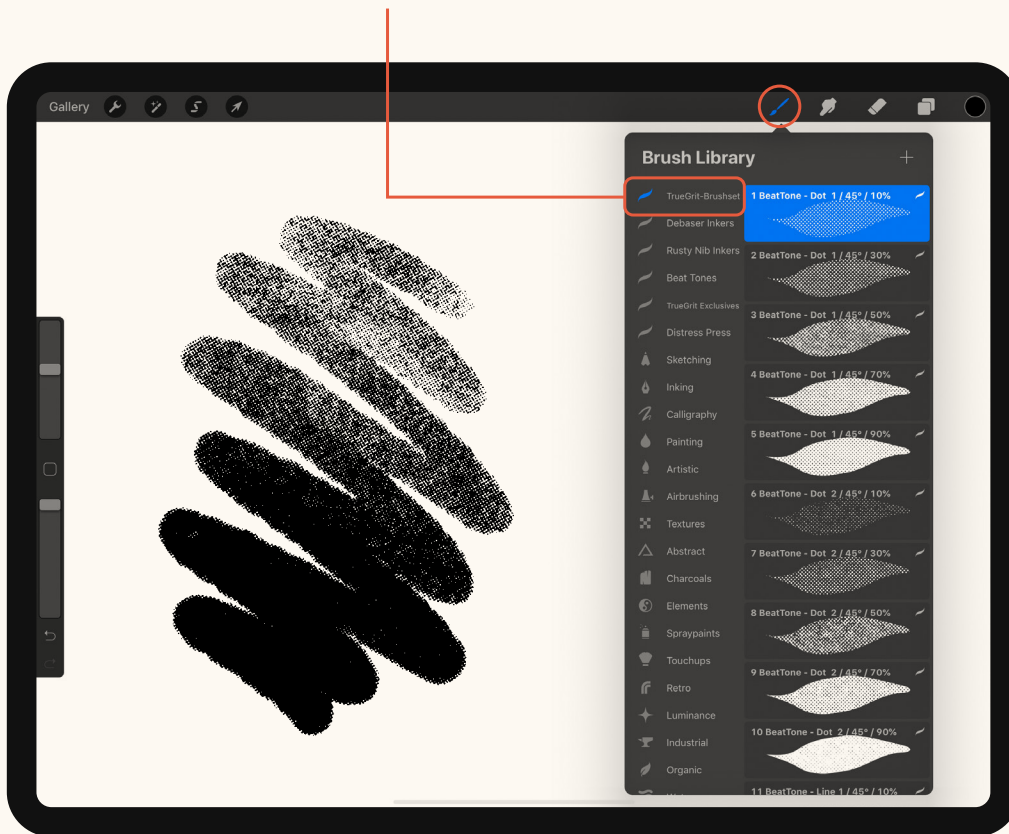 Gallery
Brush Library
TrueGrit-Brushset
Debaser Inkers
Rusty Nib Inkers
Beat Tones
TrueGrit Exclusives
Distress Press
Sketching
Inking
Calligraphy
Painting
Artistic
Airbrushing
Textures
Abstract
Charcoals
Elements
Spraypaints
Touchups
Retro
Luminance
Industrial
Organic
1 BeatTone - Dot 1 / 45° / 10%
2 BeatTone - Dot 1 / 45° / 30%
3 BeatTone - Dot 1 / 45° / 50%
4 BeatTone - Dot 1 / 45° / 70%
5 BeatTone - Dot 1 / 45° / 90%
6 BeatTone - Dot 2 / 45° / 10%
7 BeatTone - Dot 2 / 45° / 30%
8 BeatTone - Dot 2 / 45° / 50%
9 BeatTone - Dot 2 / 45° / 70%
10 BeatTone - Dot 2 / 45° / 90%
11 BeatTone - Line 1 / 45° / 10%